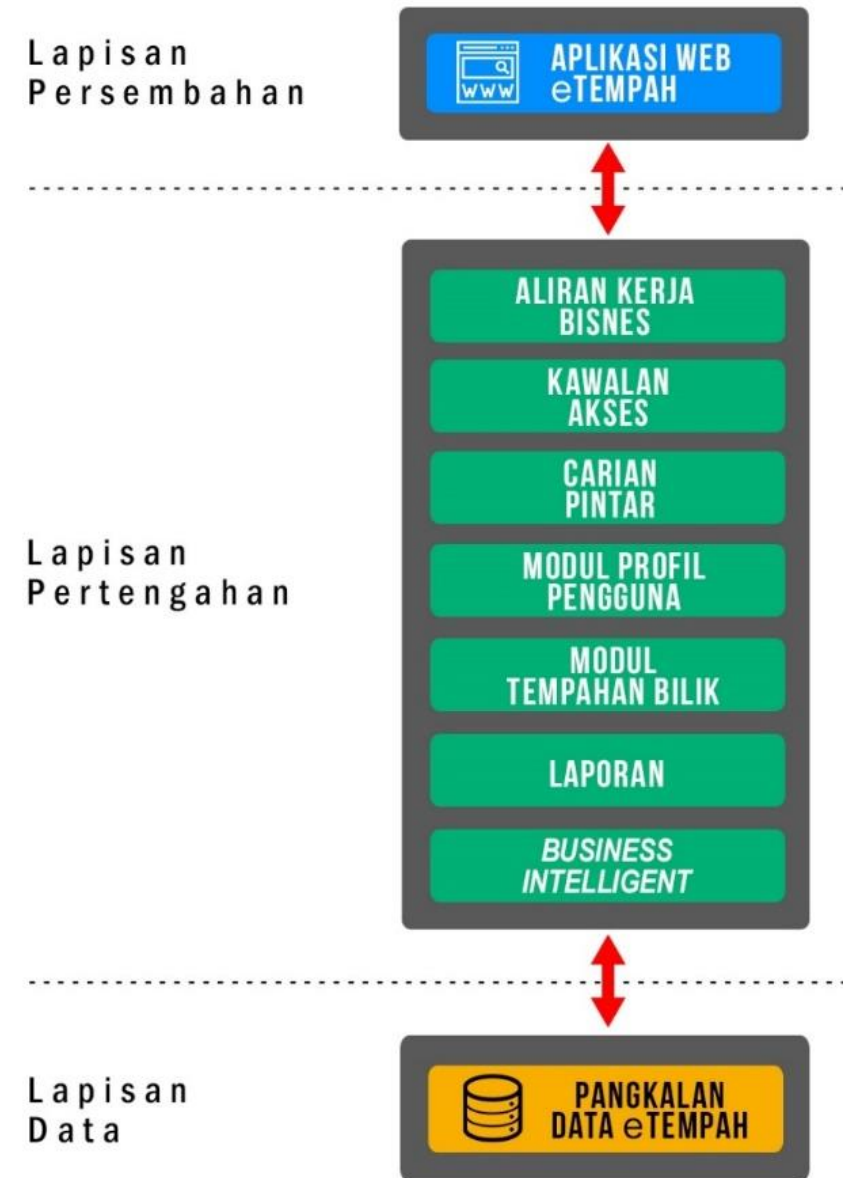 Lapisan
Persembahan
WWW
APLIKASI WEB
eTEMPAH
ALIRAN KERJA
BISNES
KAWALAN
AKSES
CARIAN
PINTAR
Lapisan
Pertengahan
MODUL PROFIL
PENGGUNA
MODUL
TEMPAHAN BILIK
LAPORAN
BUSINESS
INTELLIGENT
Lapisan
Data
PANGKALAN
DATA eTEMPAH